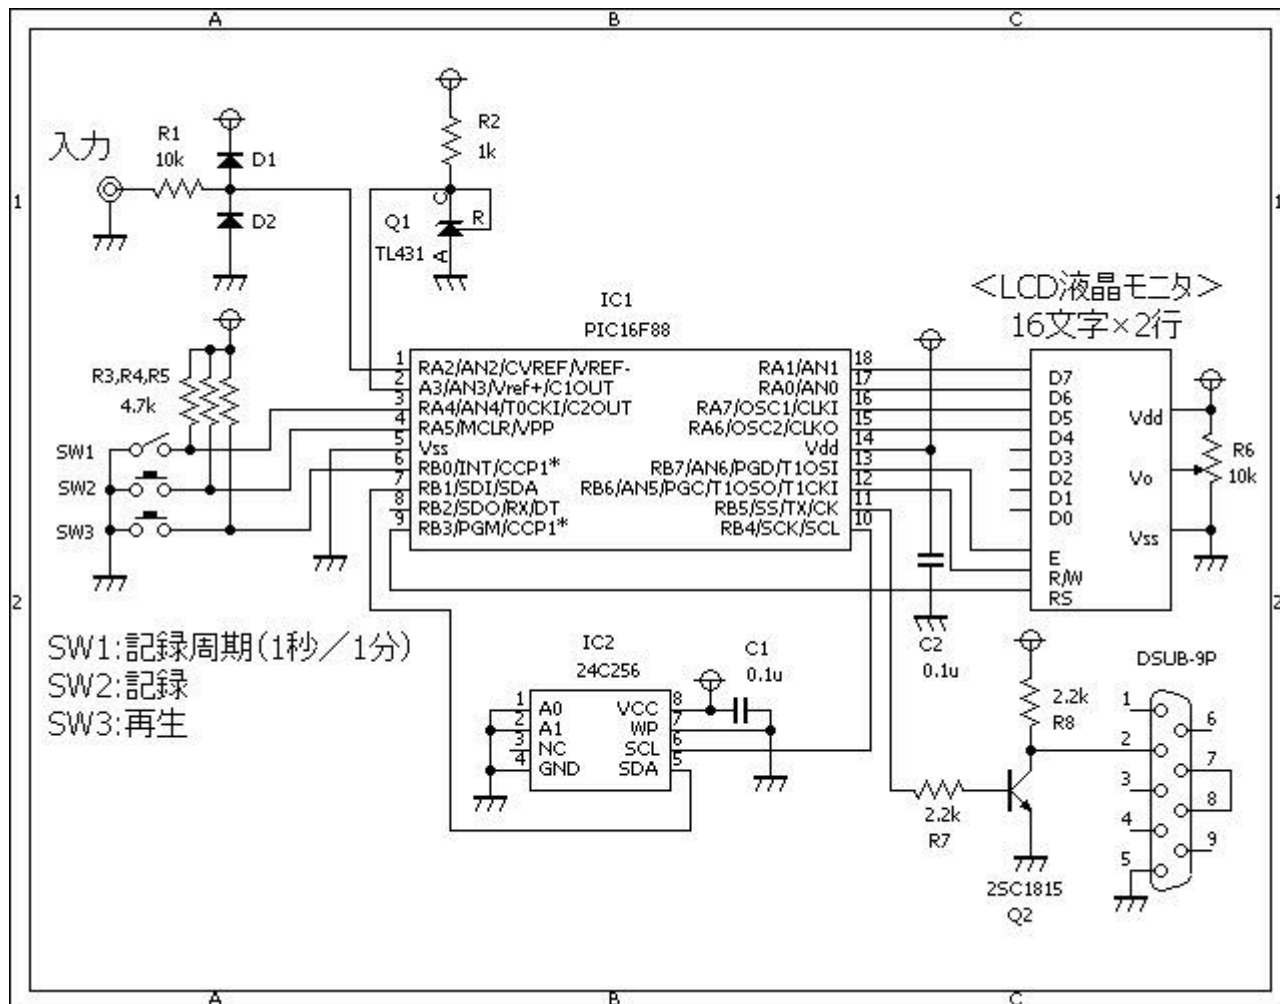 A
B
C
1
1
2
2
A
B
C
入力
R1
10k
D1
D2
R2
1k
C
R
A
Q1
TL431
R3,R4,R5
4.7k
SW1
SW2
SW3
SW1:記録周期(1秒／1分)
SW2:記録
SW3:再生
IC1
PIC16F88
1 RA2/AN2/CVREF/VREF-
2 A3/AN3/Vref+/C1OUT
3 RA4/AN4/T0CKI/C2OUT
4 RA5/MCLR/VPP
5 Vss
6 RB0/INT/CCP1*
7 RB1/SDI/SDA
8 RB2/SDO/RX/DT
9 RB3/PGM/CCP1*
RA1/AN1 18
RA0/AN0 17
RA7/OSC1/CLKI 16
RA6/OSC2/CLKO 15
Vdd 14
RB7/AN6/PGD/T1OSI 13
RB6/AN5/PGC/T1OSO/T1CKI 12
RB5/SS/TX/CK 11
RB4/SCK/SCL 10
＜LCD液晶モニタ＞
16文字×2行
D7
D6
D5
D4
D3
D2
D1
D0
E
R/W
RS
Vdd
Vo
Vss
R6
10k
C2
0.1u
IC2
24C256
1 A0
2 A1
3 NC
4 GND
VCC 8
WP 7
SCL 6
SDA 5
C1
0.1u
2.2k
R7
2.2k
R8
2SC1815
Q2
DSUB-9P
1
2
3
4
5
6
7
8
9